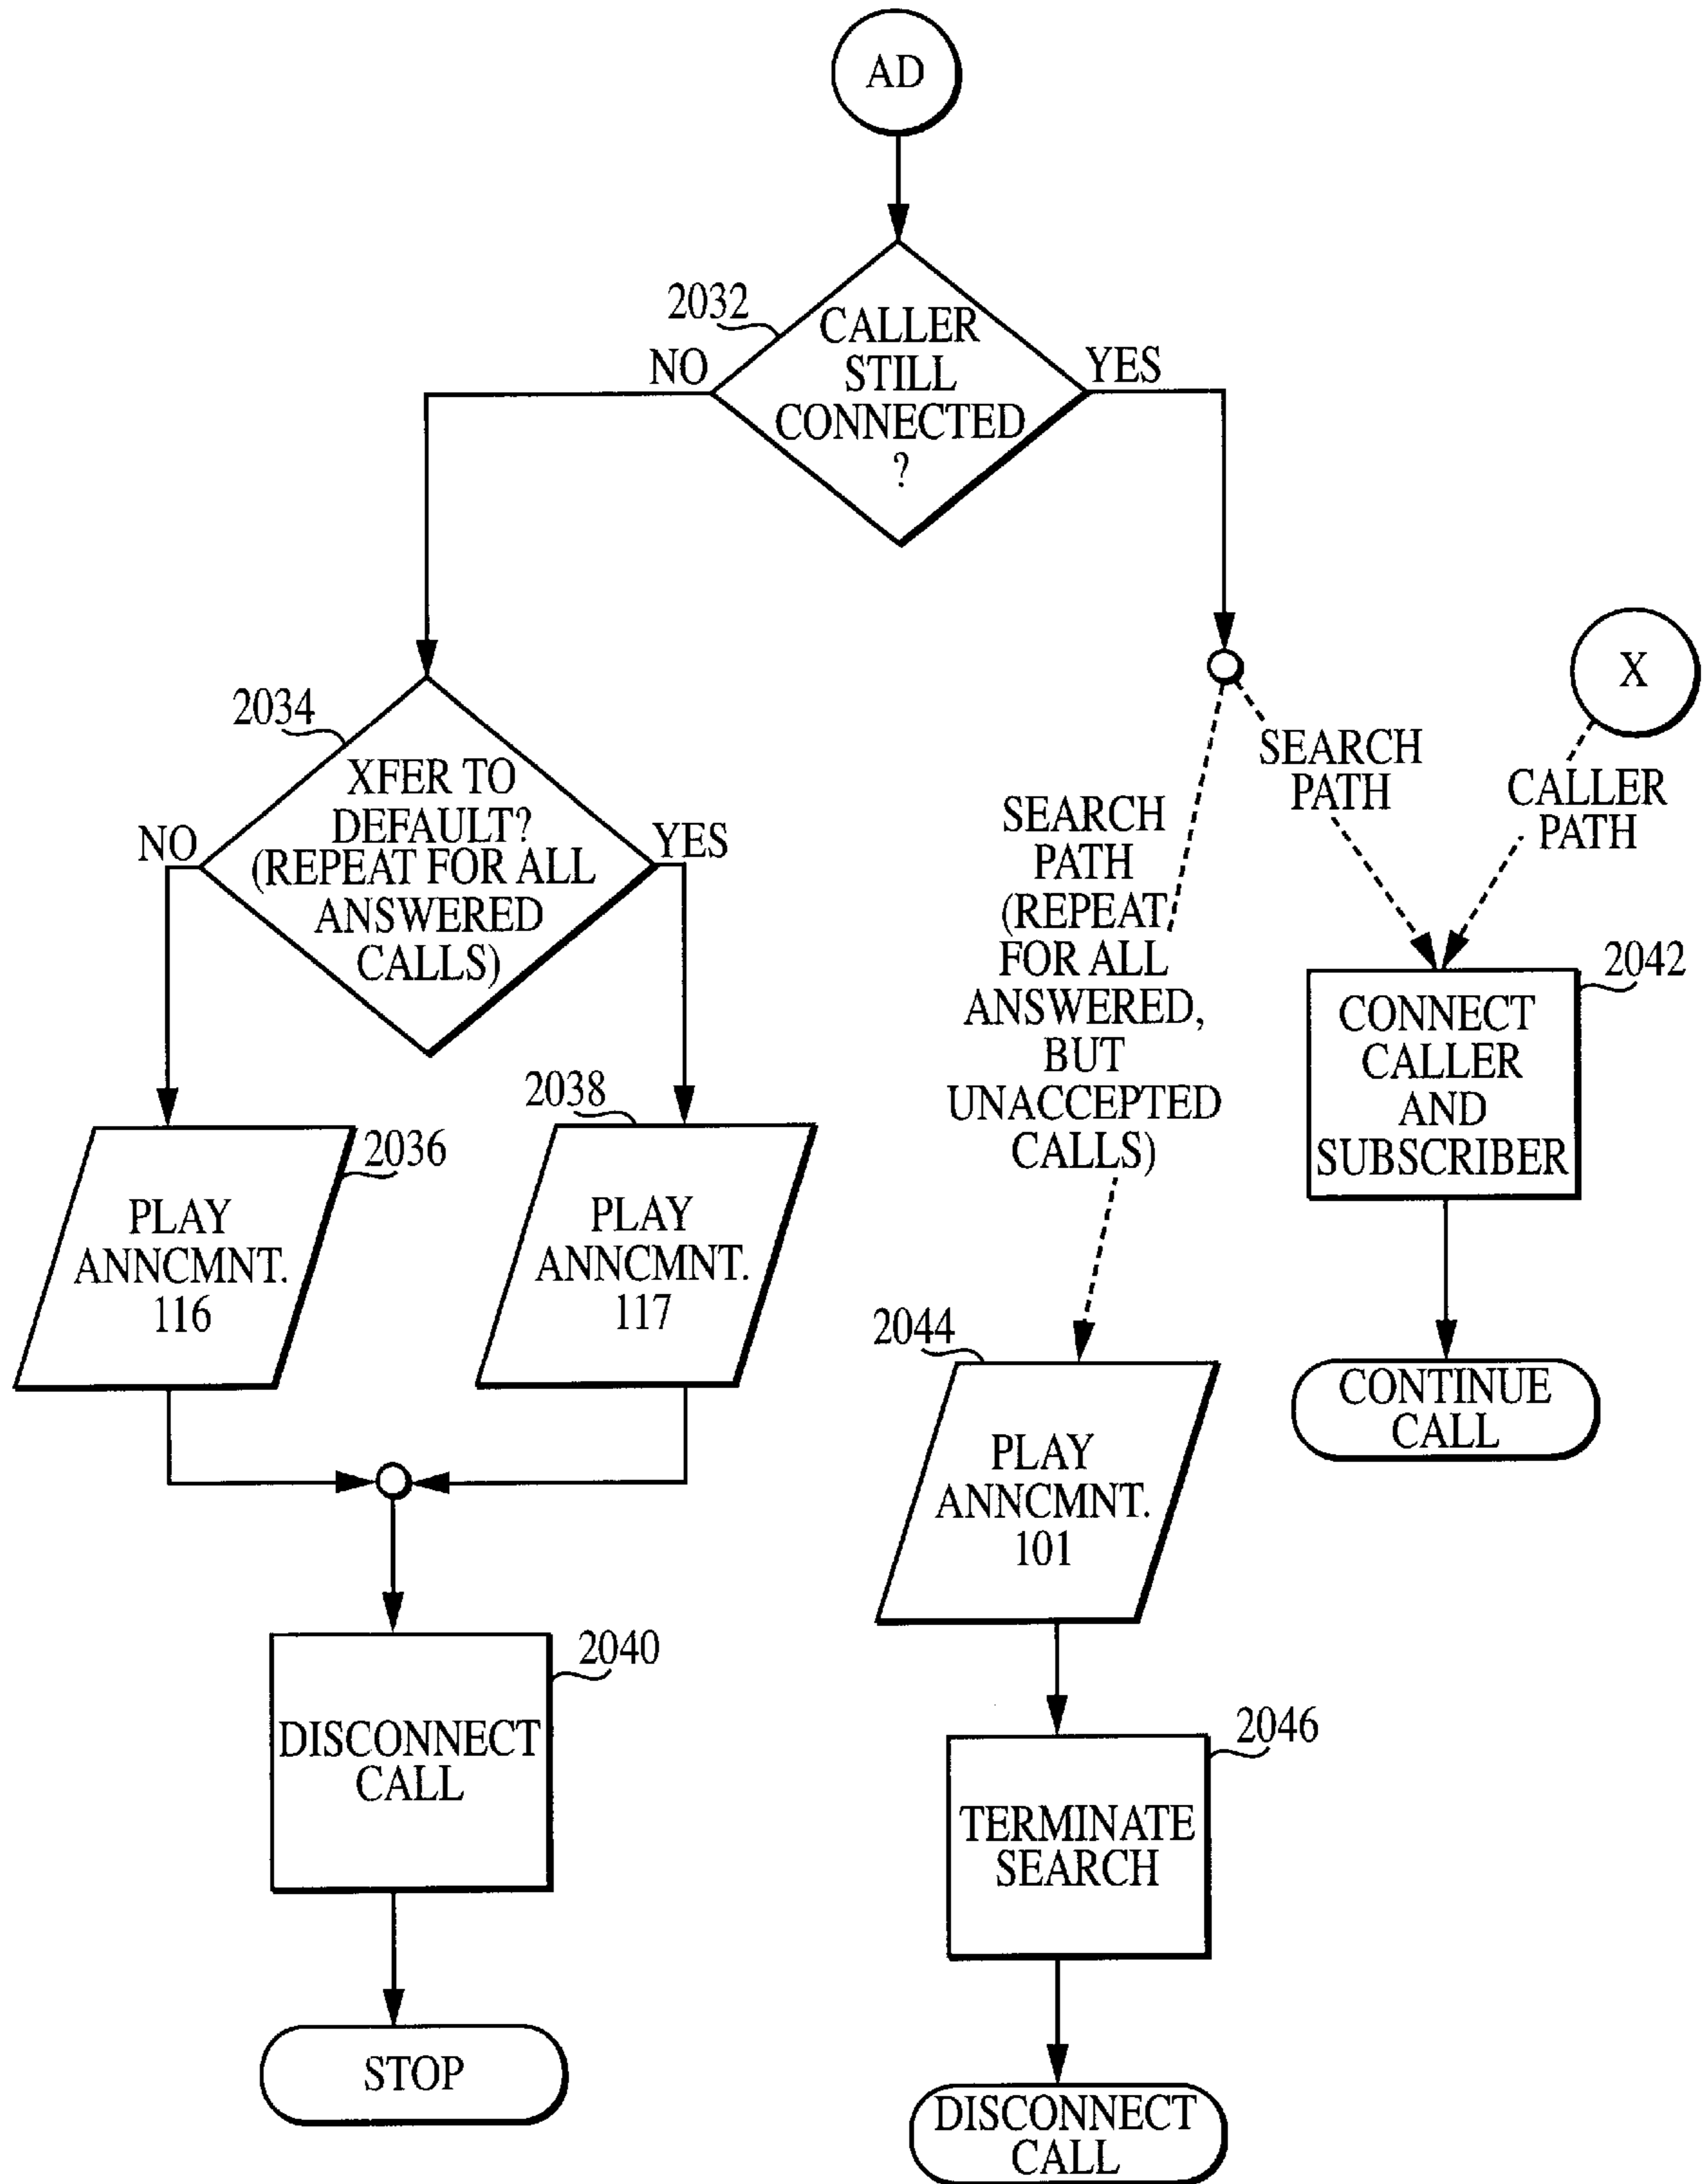 AD
2032
CALLER
STILL
CONNECTED
?
NO
YES
X
2034
XFER TO
DEFAULT?
(REPEAT FOR ALL
ANSWERED
CALLS)
NO
YES
SEARCH
PATH
CALLER
PATH
SEARCH
PATH
(REPEAT
FOR ALL
ANSWERED,
BUT
UNACCEPTED
CALLS)
2042
CONNECT
CALLER
AND
SUBSCRIBER
2036
PLAY
ANNCMNT.
116
2038
PLAY
ANNCMNT.
117
CONTINUE
CALL
2044
PLAY
ANNCMNT.
101
2040
DISCONNECT
CALL
2046
TERMINATE
SEARCH
STOP
DISCONNECT
CALL